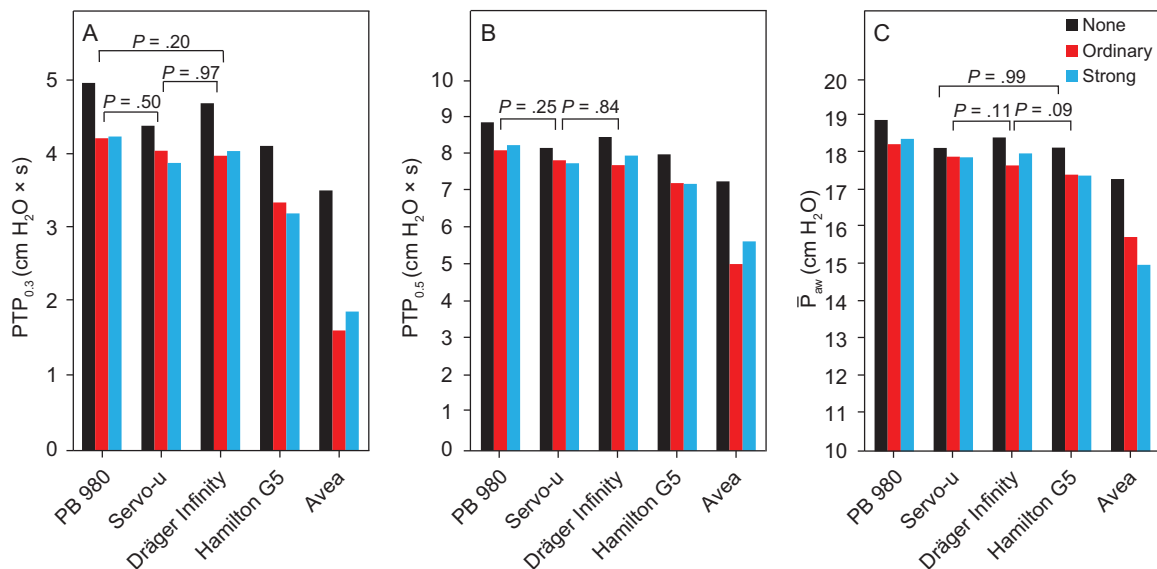 A
P = .20
P = .97
P = .50
5
4
3
2
1
0
PTP0.3 (cm H2O × s)
PB 980
Servo-u
Dräger Infinity
Hamilton G5
Avea
B
P = .25
P = .84
10
9
8
7
6
5
4
3
2
1
0
PTP0.5 (cm H2O × s)
PB 980
Servo-u
Dräger Infinity
Hamilton G5
Avea
C
None
Ordinary
Strong
P = .99
P = .11
P = .09
20
19
18
17
16
15
14
13
12
11
10
P̅aw (cm H2O)
PB 980
Servo-u
Dräger Infinity
Hamilton G5
Avea